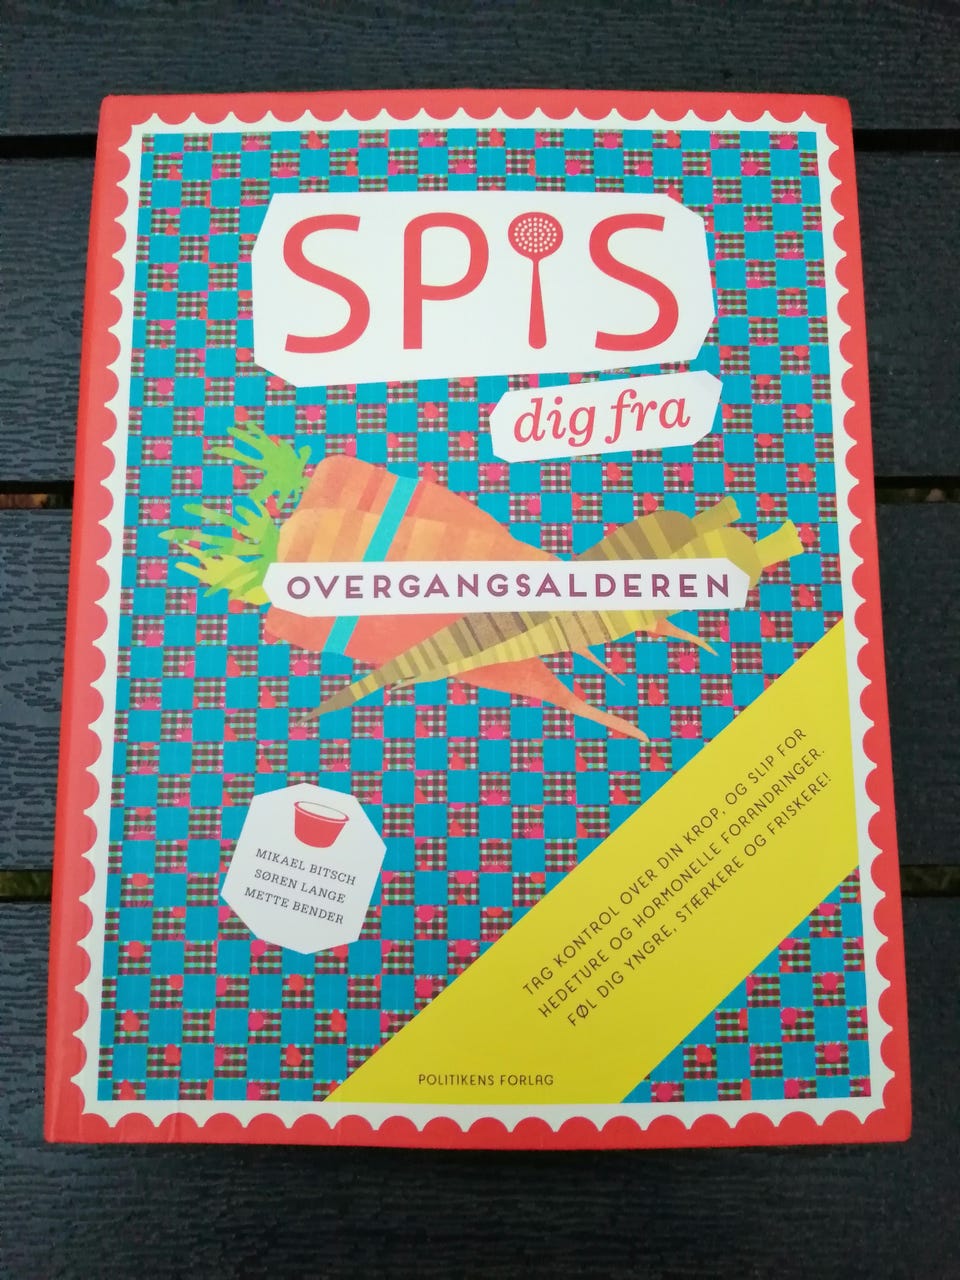 SPIS
dig fra
OVERGANGSALDEREN
MIKAEL BITSCH
SØREN LANGE
METTE BENDER
TAG KONTROL OVER DIN KROP, OG SLIP FOR
HEDETURE OG HORMONELLE FORANDRINGER.
FØL DIG YNGRE, STÆRKERE OG FRISKERE!
POLITIKENS FORLAG